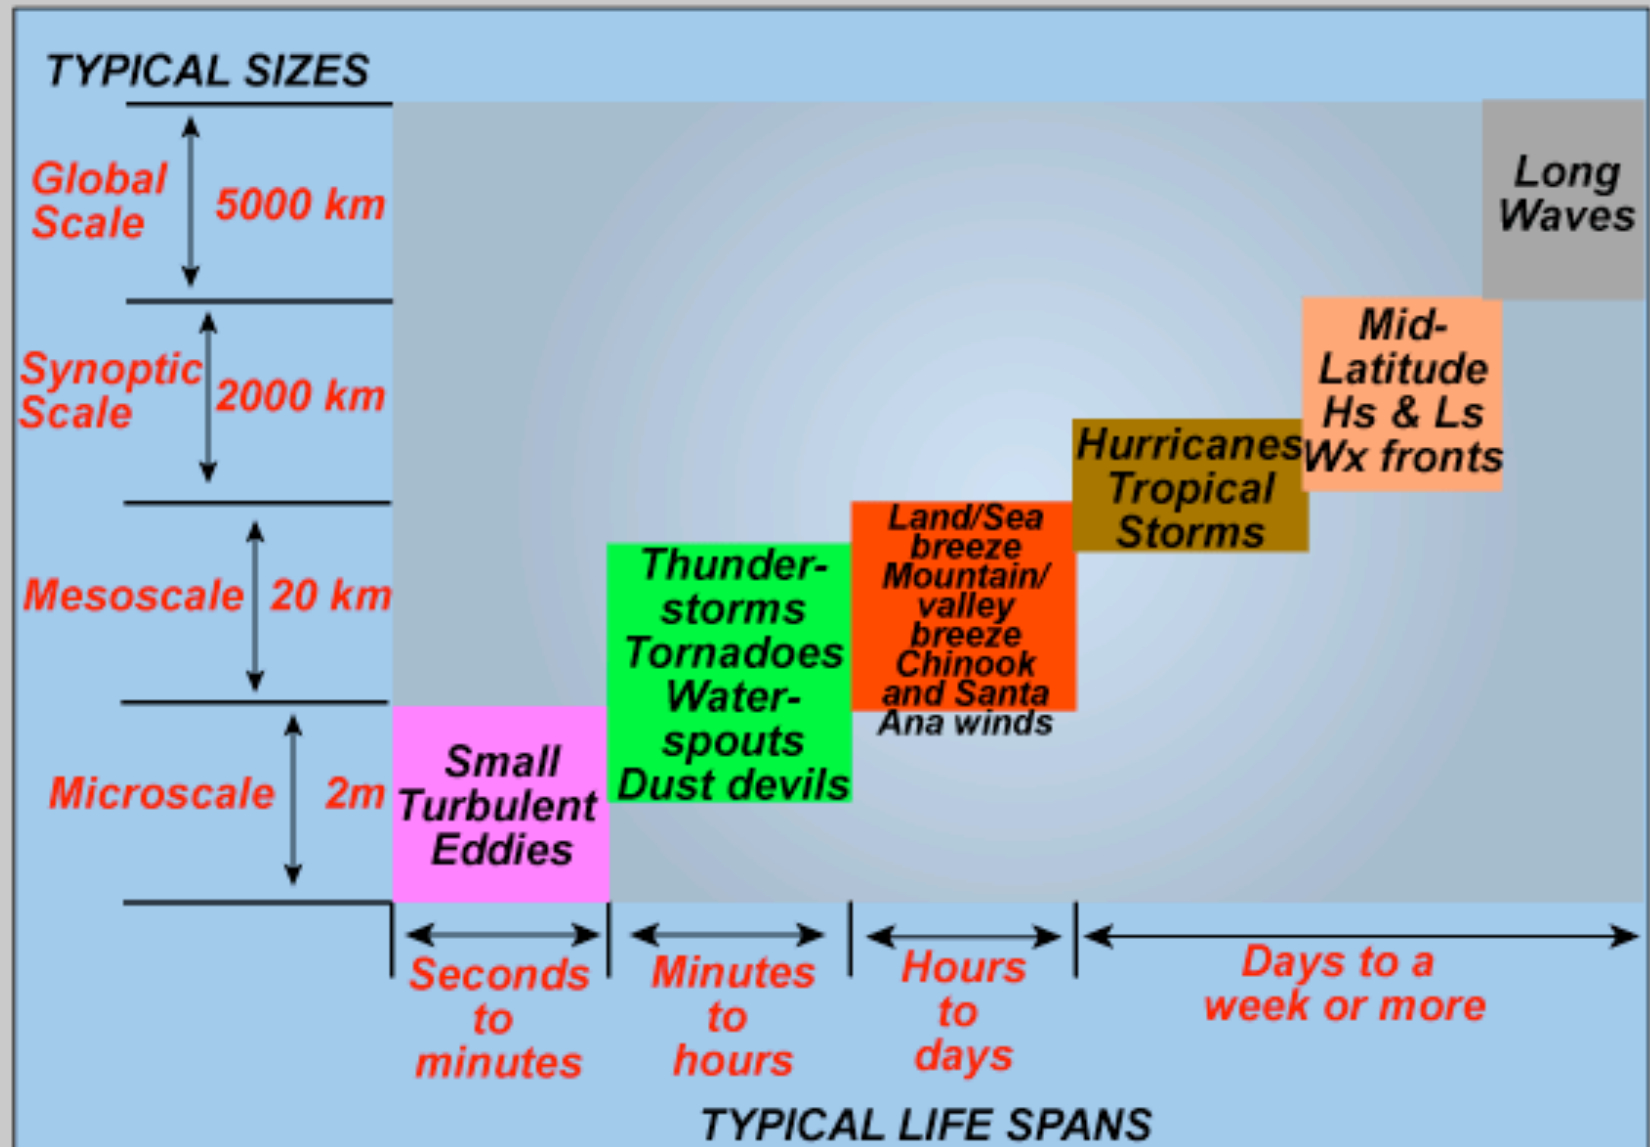 TYPICAL SIZES
Global
Scale
5000 km
Synoptic
Scale
2000 km
Mesoscale
20 km
Microscale
2m
Long
Waves
Mid-
Latitude
Hs & Ls
Wx fronts
Hurricanes
Tropical
Storms
Land/Sea
breeze
Mountain/
valley
breeze
Chinook
and Santa
Ana winds
Thunder-
storms
Tornadoes
Water-
spouts
Dust devils
Small
Turbulent
Eddies
Seconds
to
minutes
Minutes
to
hours
Hours
to
days
Days to a
week or more
TYPICAL LIFE SPANS